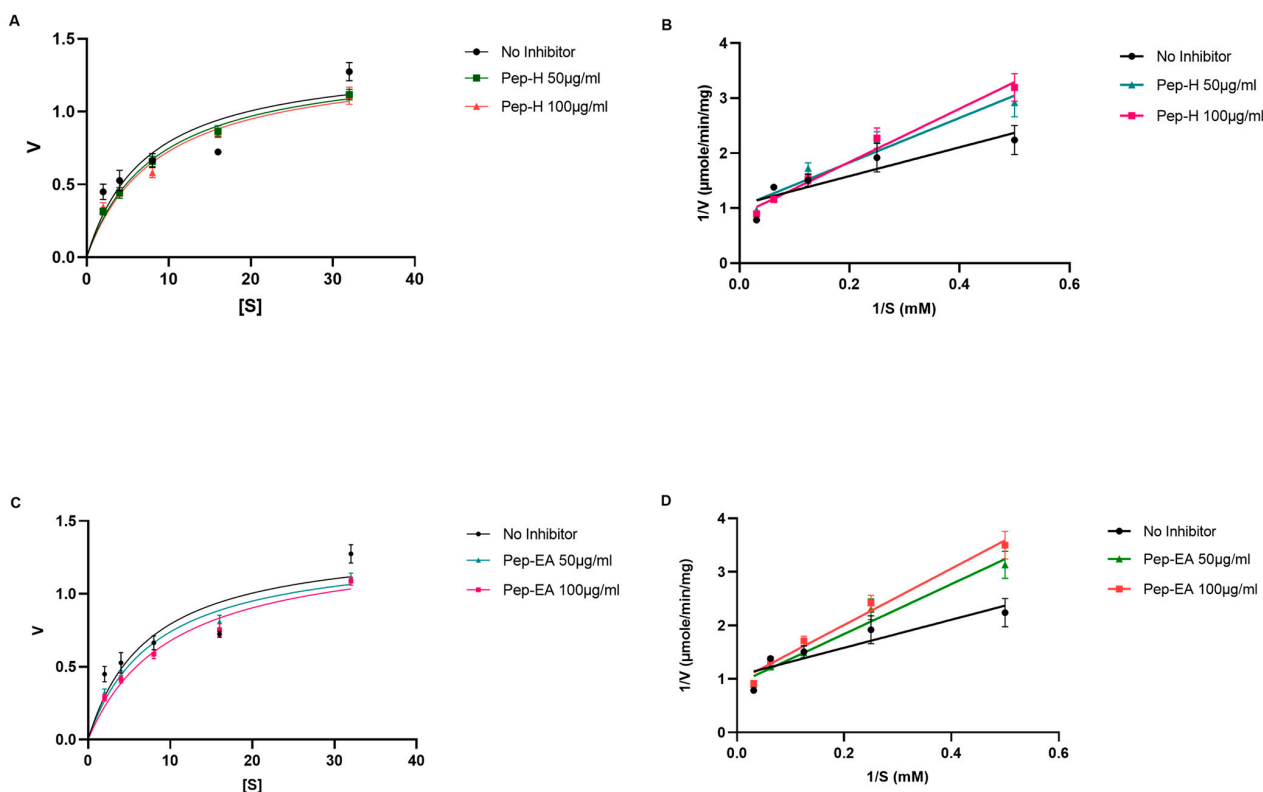 A
1.5
1.0
0.5
0.0
V
0 10 20 30 40
[S]
No Inhibitor
Pep-H 50µg/ml
Pep-H 100µg/ml
B
4
3
2
1
0
1/V (µmole/min/mg)
0.0 0.2 0.4 0.6
1/S (mM)
No Inhibitor
Pep-H 50µg/ml
Pep-H 100µg/ml
C
1.5
1.0
0.5
0.0
V
0 10 20 30 40
[S]
No Inhibitor
Pep-EA 50µg/ml
Pep-EA 100µg/ml
D
4
3
2
1
0
1/V (µmole/min/mg)
0.0 0.2 0.4 0.6
1/S (mM)
No Inhibitor
Pep-EA 50µg/ml
Pep-EA 100µg/ml